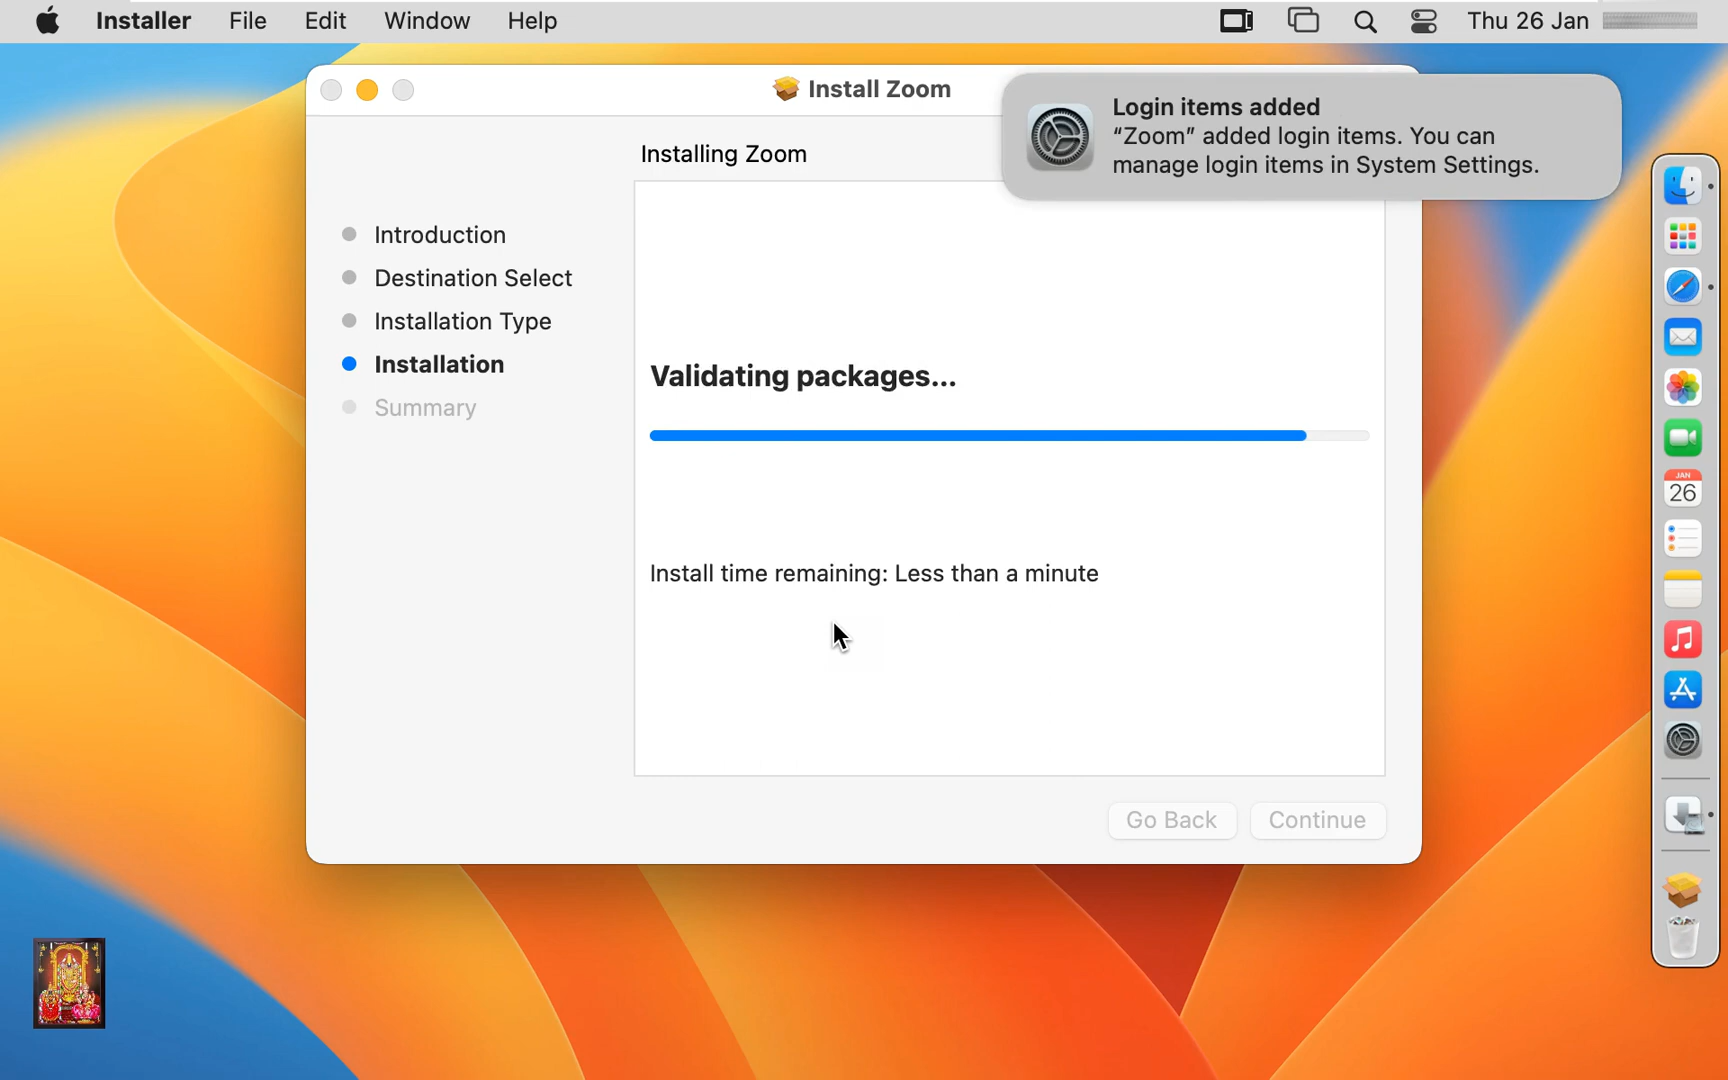 Installer File Edit Window Help Thu 26 Jan
Install Zoom
Login items added
“Zoom” added login items. You can
manage login items in System Settings.
Installing Zoom
Introduction
Destination Select
Installation Type
Installation
Summary
Validating packages...
Install time remaining: Less than a minute
Go Back Continue
JAN
26